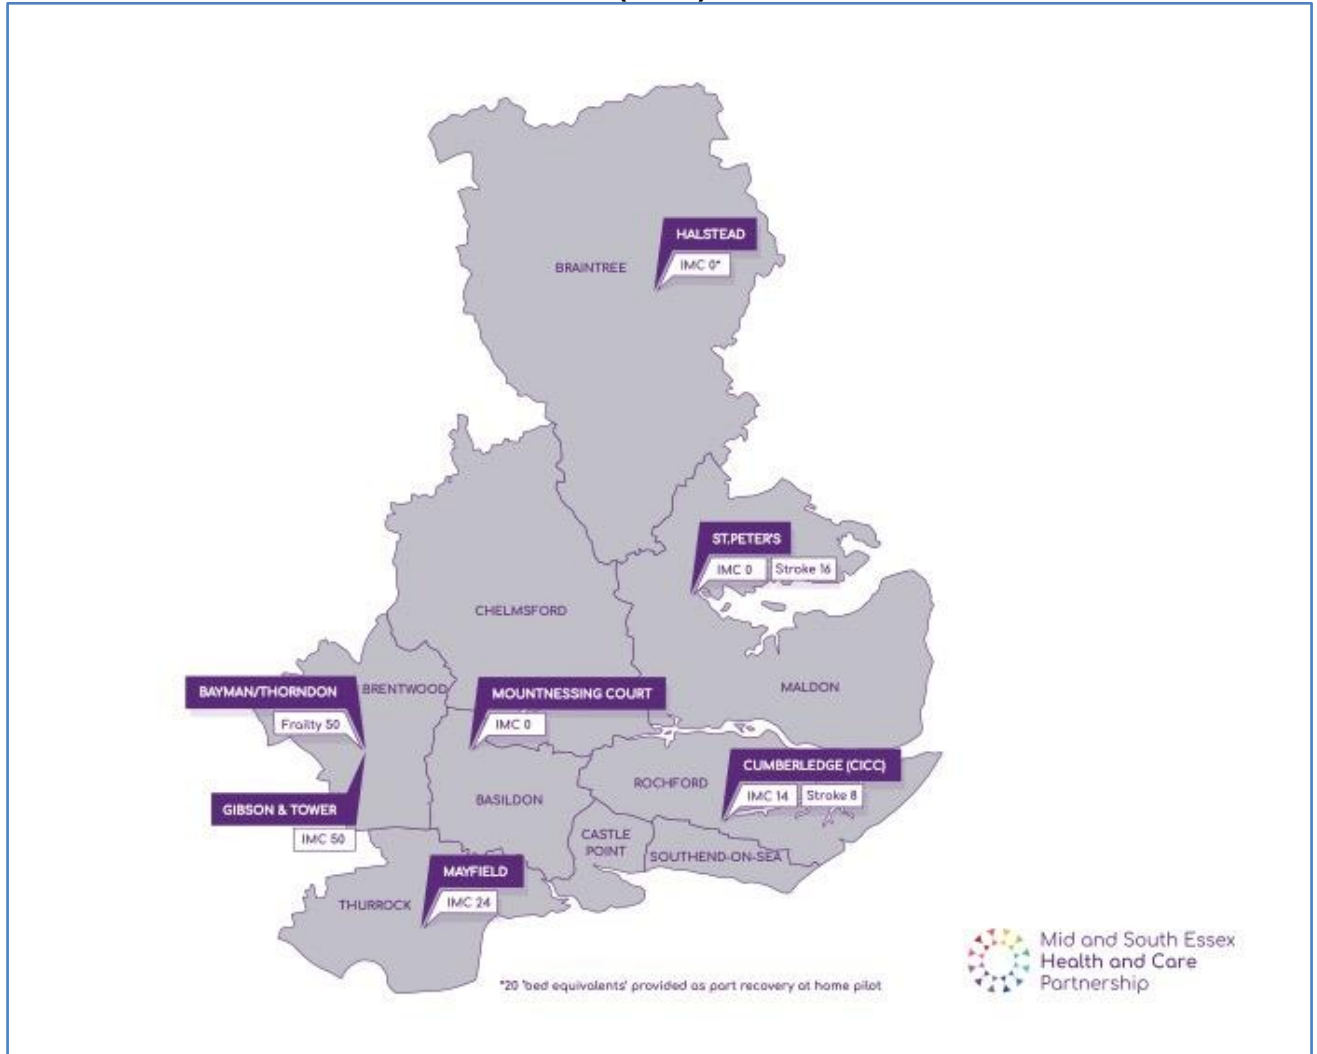 HALSTEAD
BRAINTREE
IMC 0*
ST.PETER'S
IMC 0
Stroke 16
CHELMSFORD
BAYMAN/THORNDON
BRENTWOOD
MOUNTNESSING COURT
MALDON
Frailty 50
IMC 0
CUMBERLEDGE (CICC)
ROCHFORD
IMC 14
Stroke 8
GIBSON & TOWER
BASILDON
IMC 50
CASTLE
POINT
SOUTHEND-ON-SEA
MAYFIELD
THURROCK
IMC 24
*20 'bed equivalents' provided as part recovery at home pilot
Mid and South Essex
Health and Care
Partnership